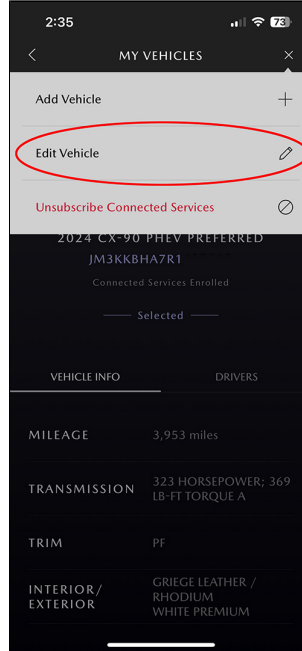 2:35
73
MY VEHICLES
Add Vehicle
Edit Vehicle
Unsubscribe Connected Services
2024 CX-90 PHEV PREFERRED
JM3KKBHA7R1
Connected Services Enrolled
Selected
VEHICLE INFO DRIVERS
MILEAGE 3,953 miles
TRANSMISSION 323 HORSEPOWER; 369
LB-FT TORQUE A
TRIM PF
INTERIOR/ GRIEGE LEATHER /
EXTERIOR RHODIUM
WHITE PREMIUM